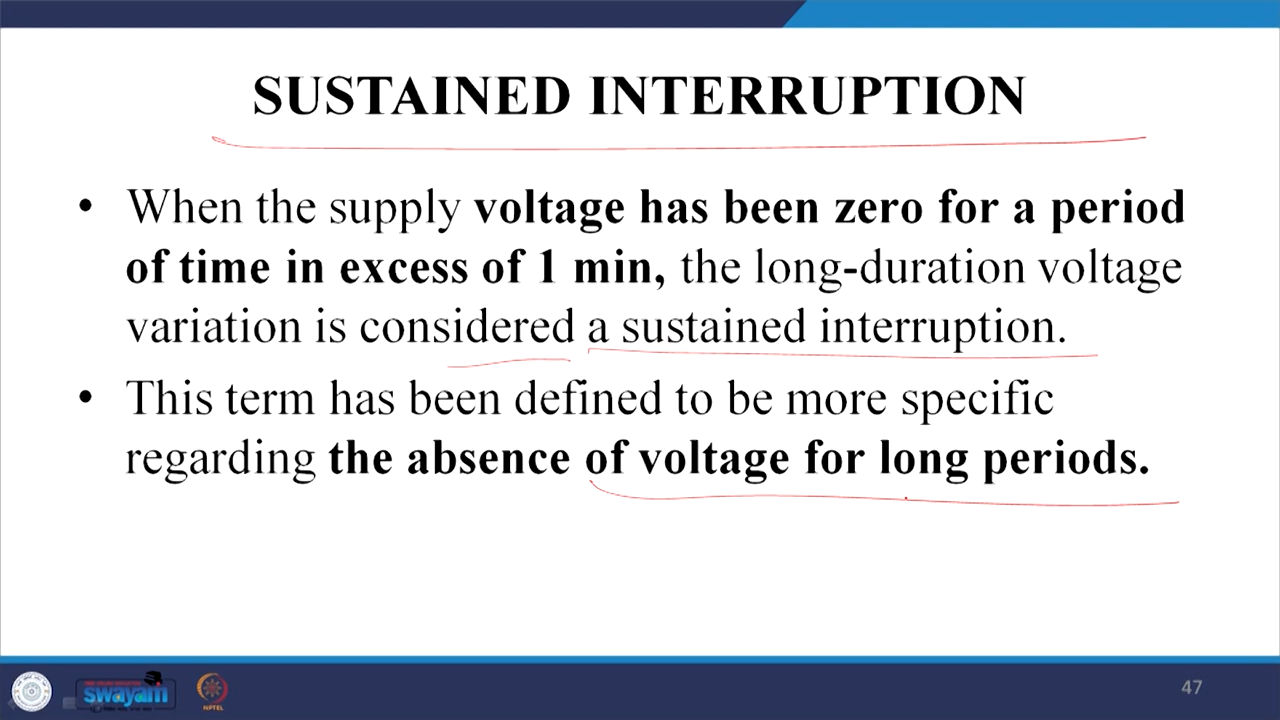 SUSTAINED INTERRUPTION
• When the supply voltage has been zero for a period
of time in excess of 1 min, the long-duration voltage
variation is considered a sustained interruption.
• This term has been defined to be more specific
regarding the absence of voltage for long periods.
swayam
NPTEL
47